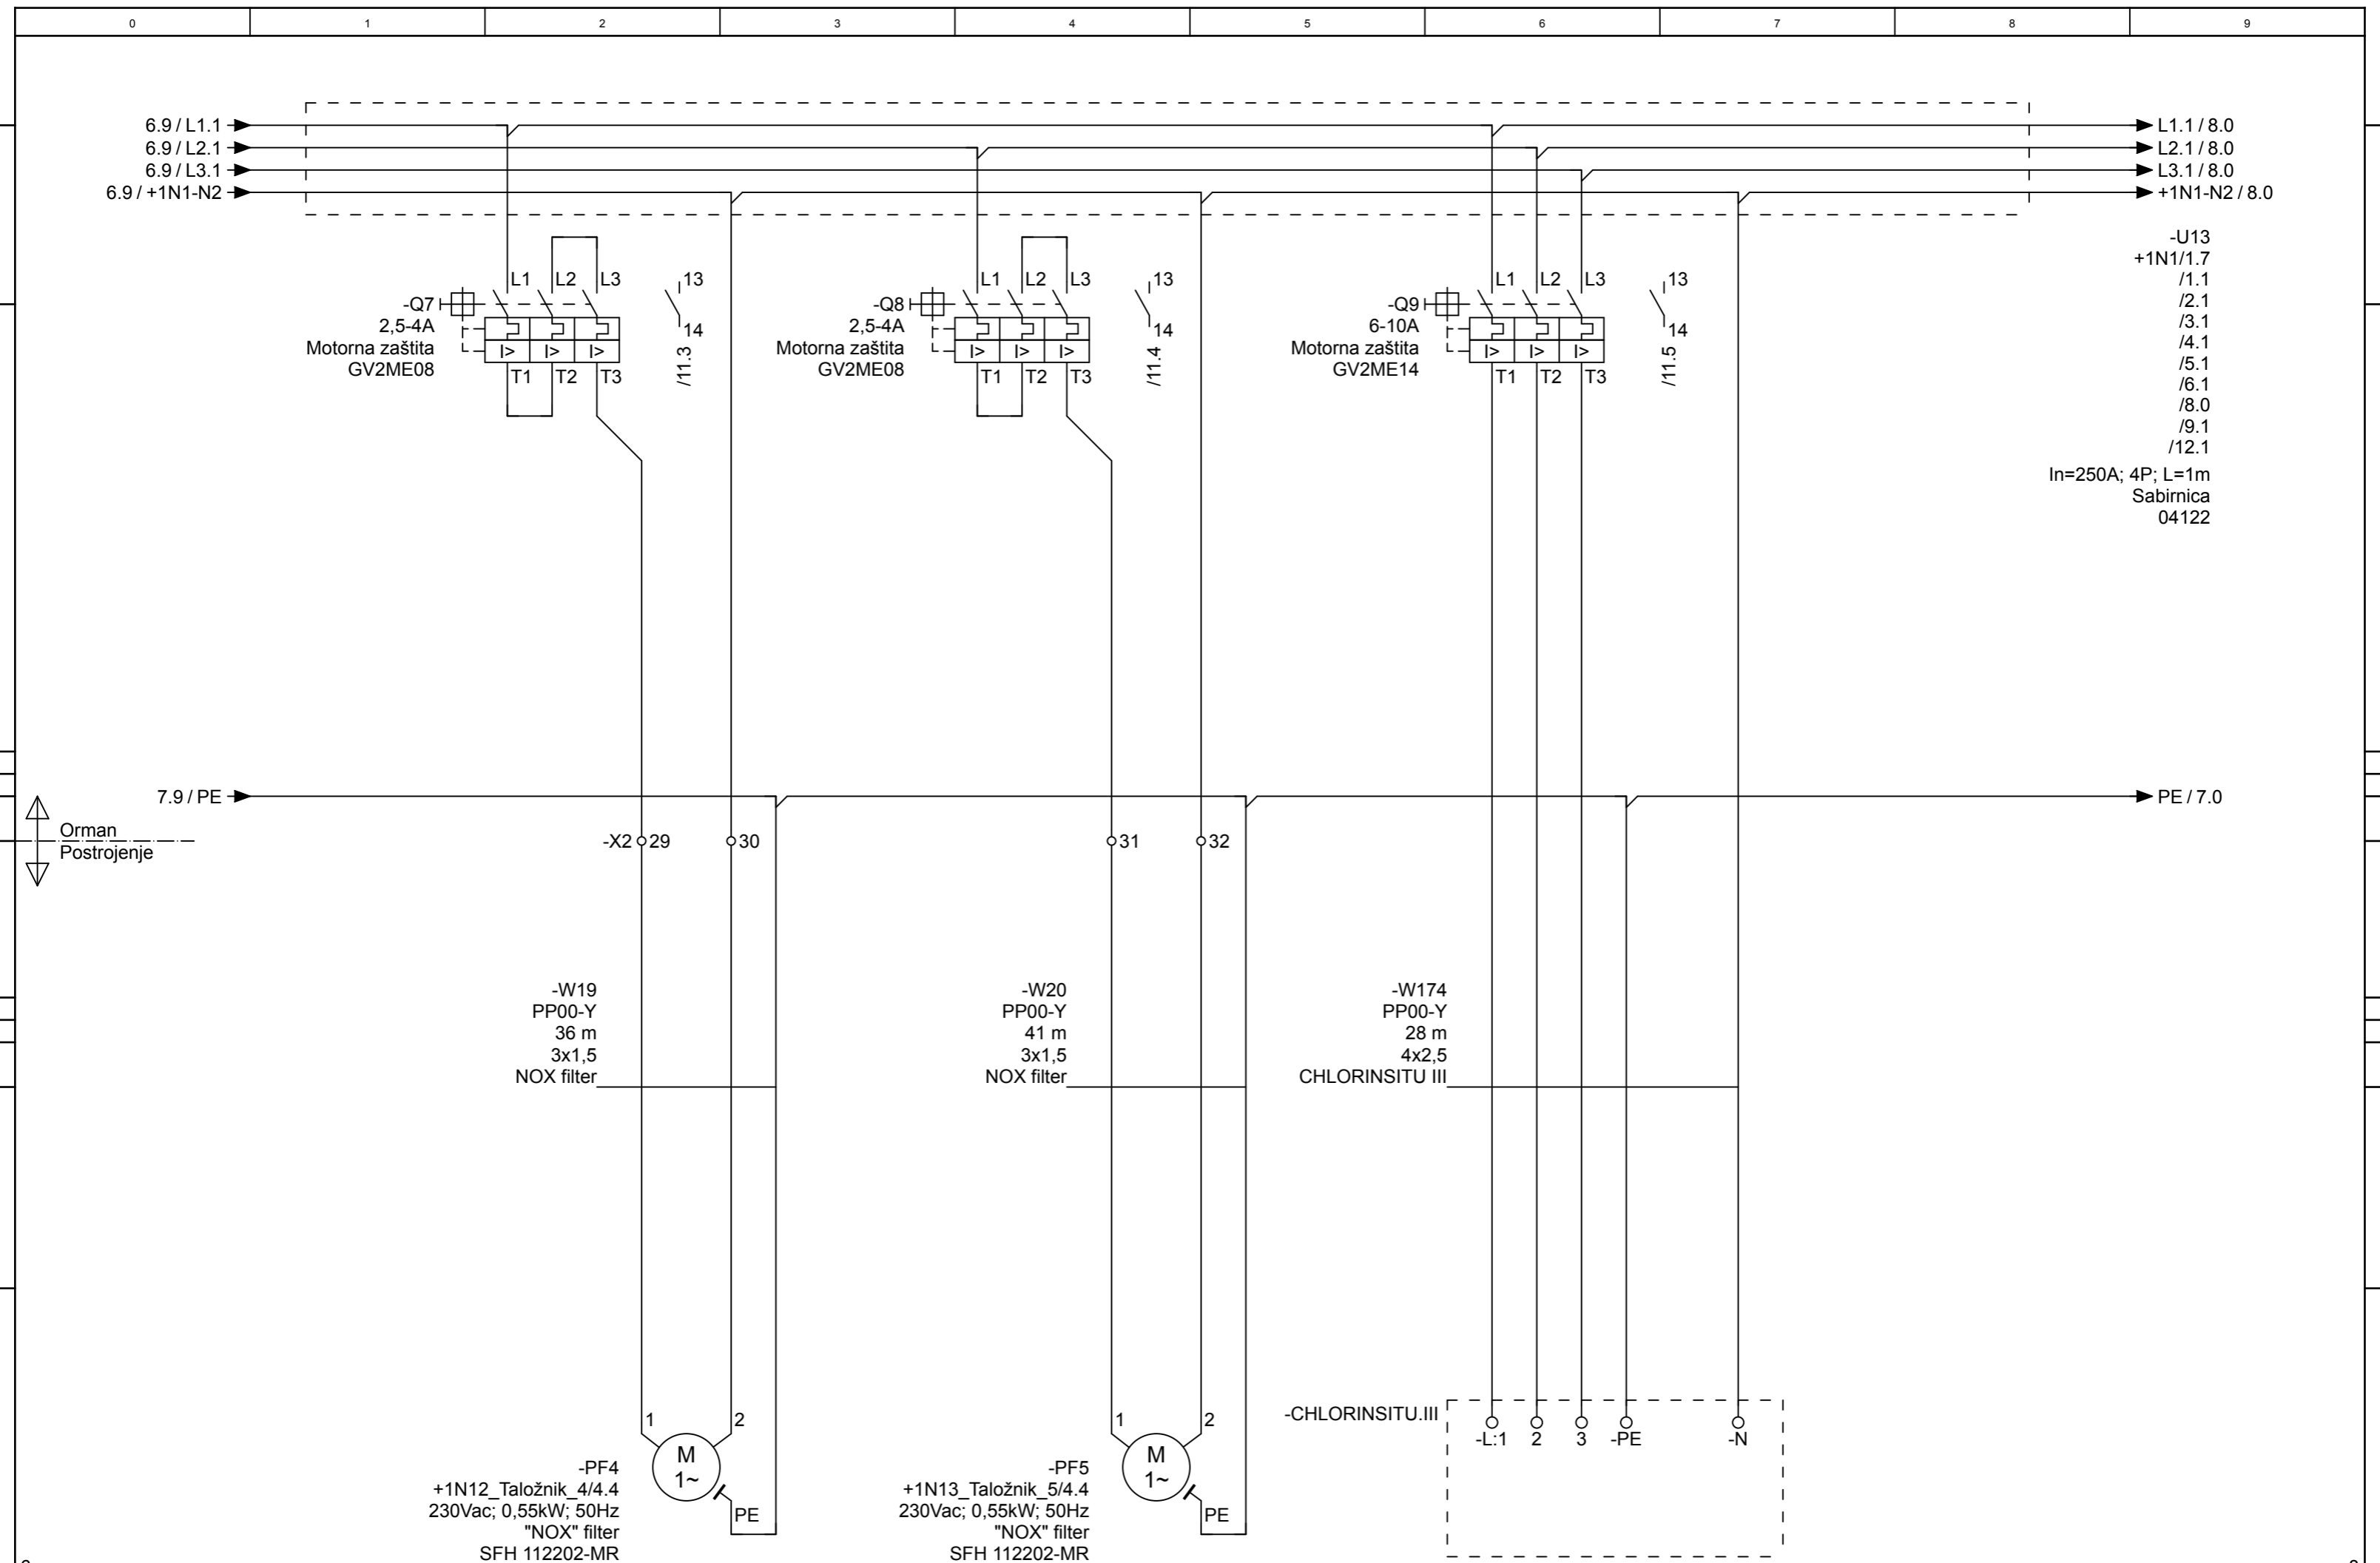 0 1 2 3 4 5 6 7 8 9
6.9 / L1.1
6.9 / L2.1
6.9 / L3.1
6.9 / +1N1-N2
L1.1 / 8.0
L2.1 / 8.0
L3.1 / 8.0
+1N1-N2 / 8.0
-U13
+1N1/1.7
/1.1
/2.1
/3.1
/4.1
/5.1
/6.1
/8.0
/9.1
/12.1
In=250A; 4P; L=1m
Sabirnica
04122
L1 L2 L3
13
14
/11.3
-Q7
2,5-4A
Motorna zaštita
GV2ME08
I> I> I>
T1 T2 T3
L1 L2 L3
13
14
/11.4
-Q8
2,5-4A
Motorna zaštita
GV2ME08
I> I> I>
T1 T2 T3
L1 L2 L3
13
14
/11.5
-Q9
6-10A
Motorna zaštita
GV2ME14
I> I> I>
T1 T2 T3
7.9 / PE
PE / 7.0
Orman
Postrojenje
-X2 29 30 31 32
-W19
PP00-Y
36 m
3x1,5
NOX filter
-W20
PP00-Y
41 m
3x1,5
NOX filter
-W174
PP00-Y
28 m
4x2,5
CHLORINSITU III
1 2
M
1~
PE
-PF4
+1N12_Taložnik_4/4.4
230Vac; 0,55kW; 50Hz
"NOX" filter
SFH 112202-MR
1 2
M
1~
PE
-PF5
+1N13_Taložnik_5/4.4
230Vac; 0,55kW; 50Hz
"NOX" filter
SFH 112202-MR
-CHLORINSITU.III
-L:1 2 3 -PE -N